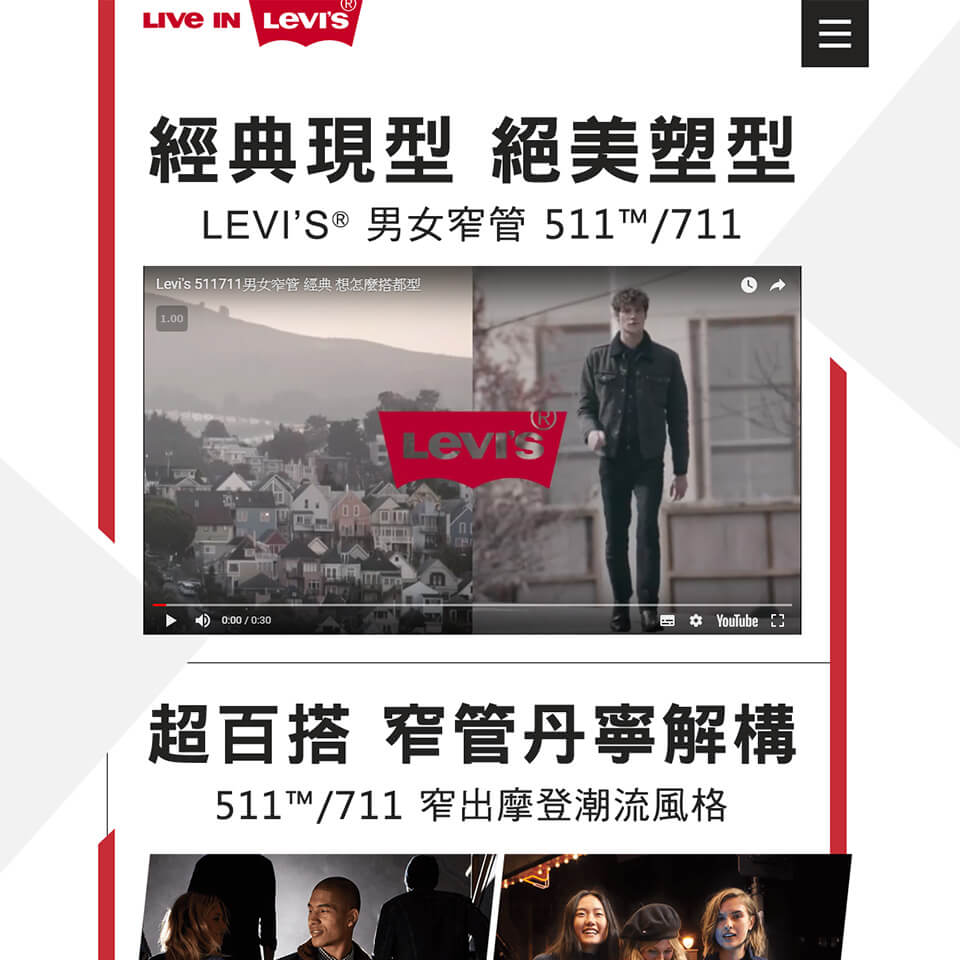 LIVE IN LEVI'S®
經典現型 絕美塑型
LEVI'S® 男女窄管 511™/711
Levi's 511711男女窄管 經典 想怎麼搭都型
1.00
LEVI'S®
0:00 / 0:30
YouTube
超百搭 窄管丹寧解構
511™/711 窄出摩登潮流風格